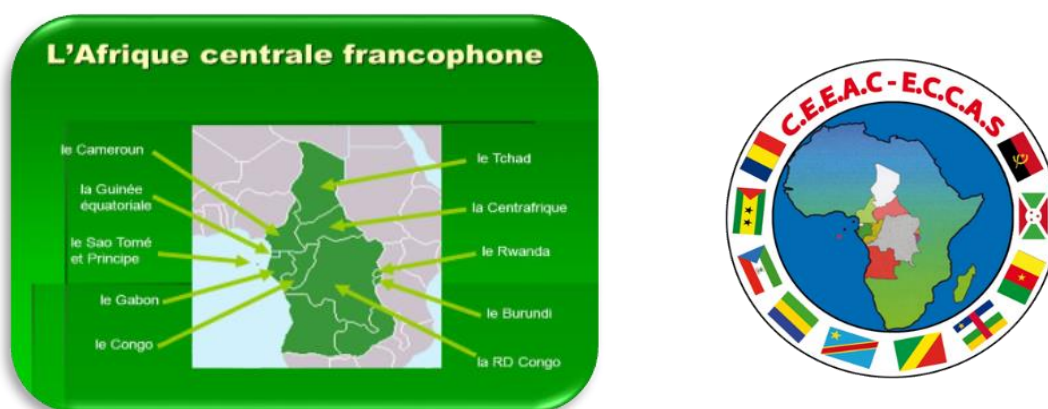 L'Afrique centrale francophone
le Cameroun
la Guinée
équatoriale
le Sao Tomé
et Principe
le Gabon
le Congo
le Tchad
la Centrafrique
le Rwanda
le Burundi
la RD Congo
C.E.E.A.C - E.C.C.A.S